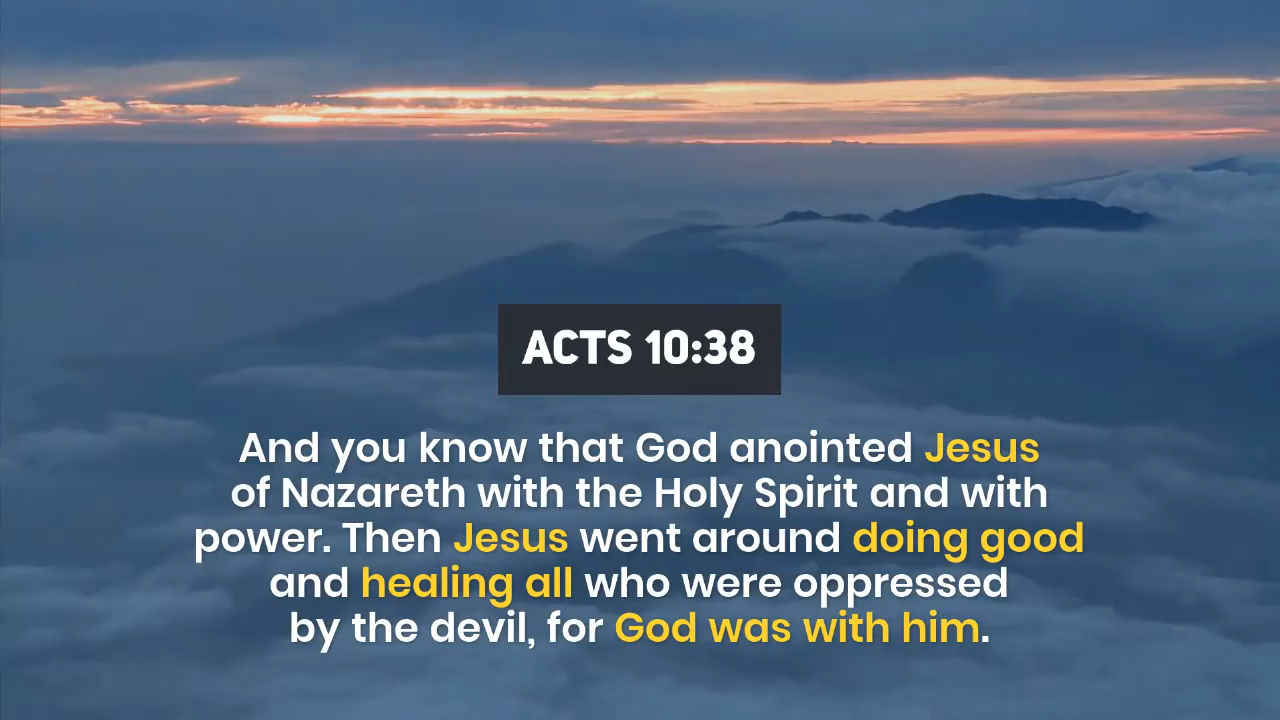 ACTS 10:38
And you know that God anointed Jesus
of Nazareth with the Holy Spirit and with
power. Then Jesus went around doing good
and healing all who were oppressed
by the devil, for God was with him.